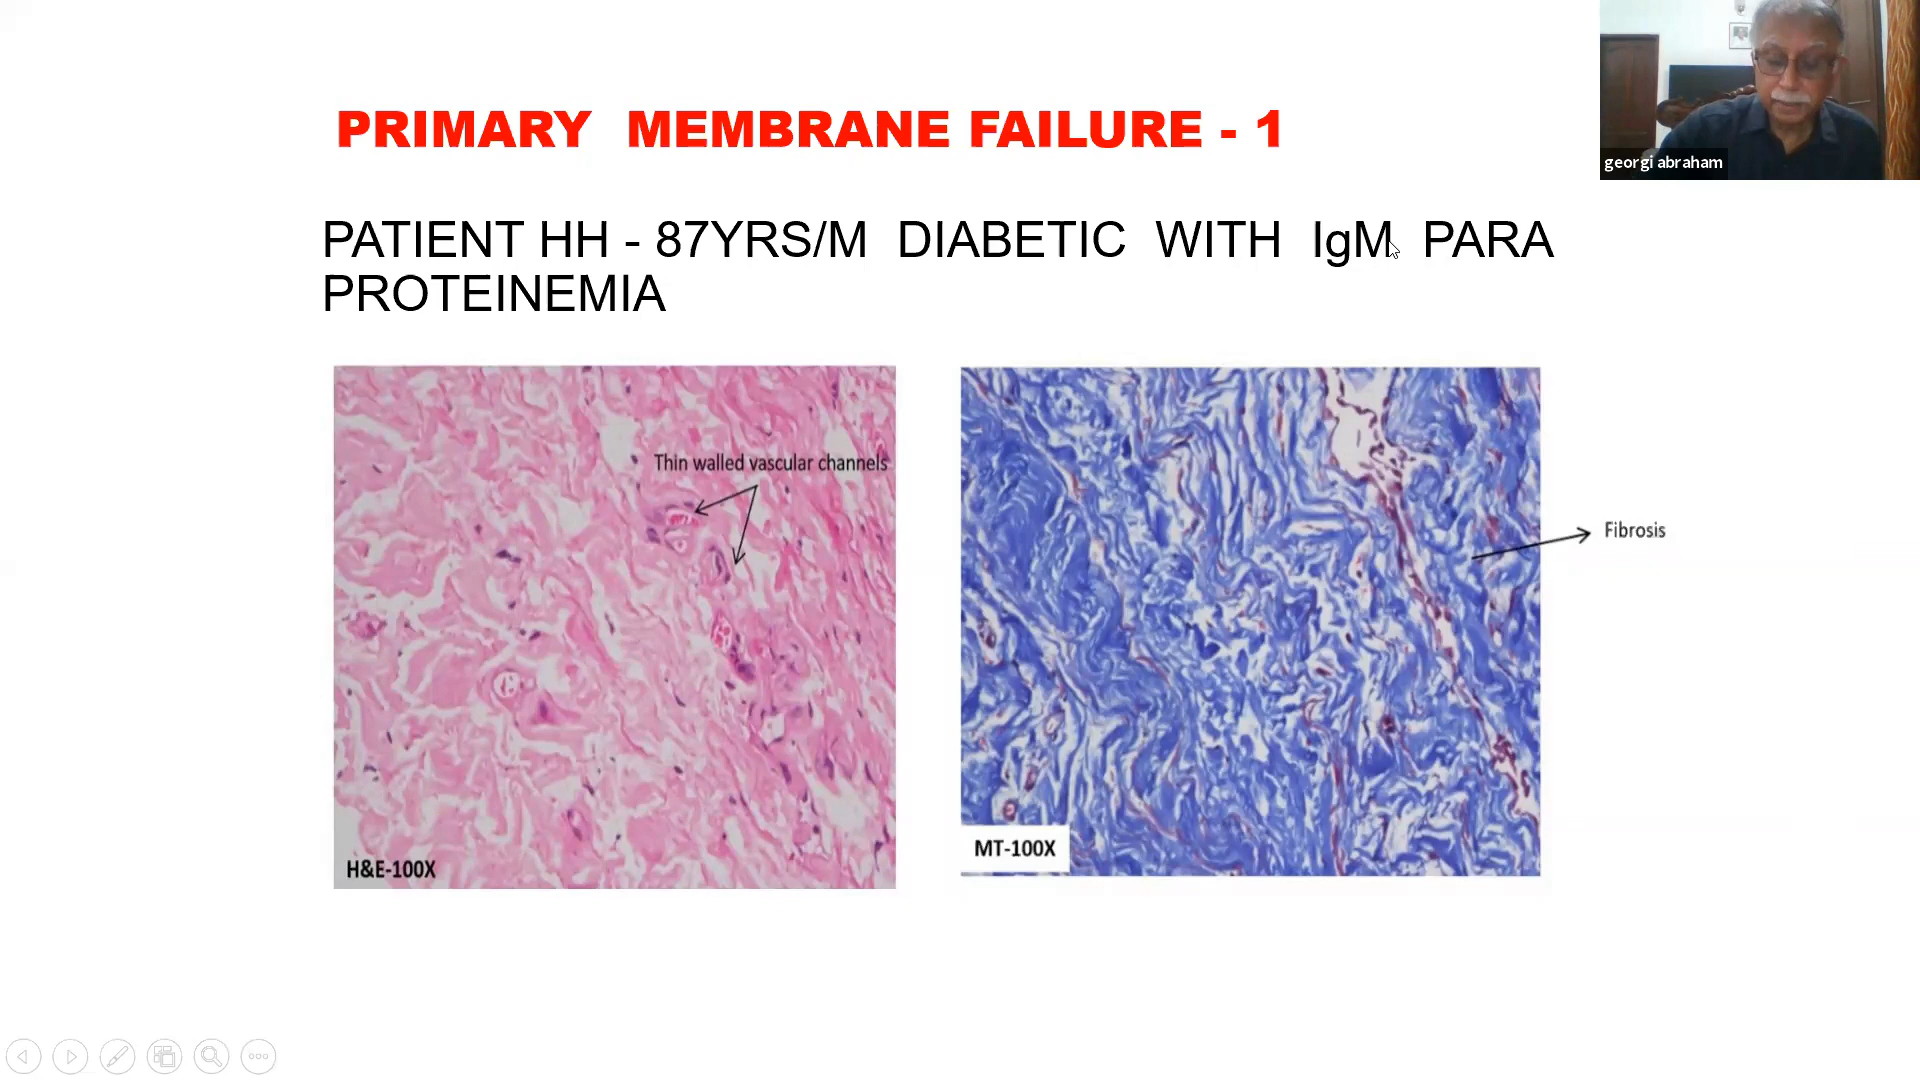 PRIMARY MEMBRANE FAILURE - 1
georgi abraham
PATIENT HH - 87YRS/M DIABETIC WITH IgM PARA
PROTEINEMIA
Thin walled vascular channels
Fibrosis
MT-100X
H&E-100X